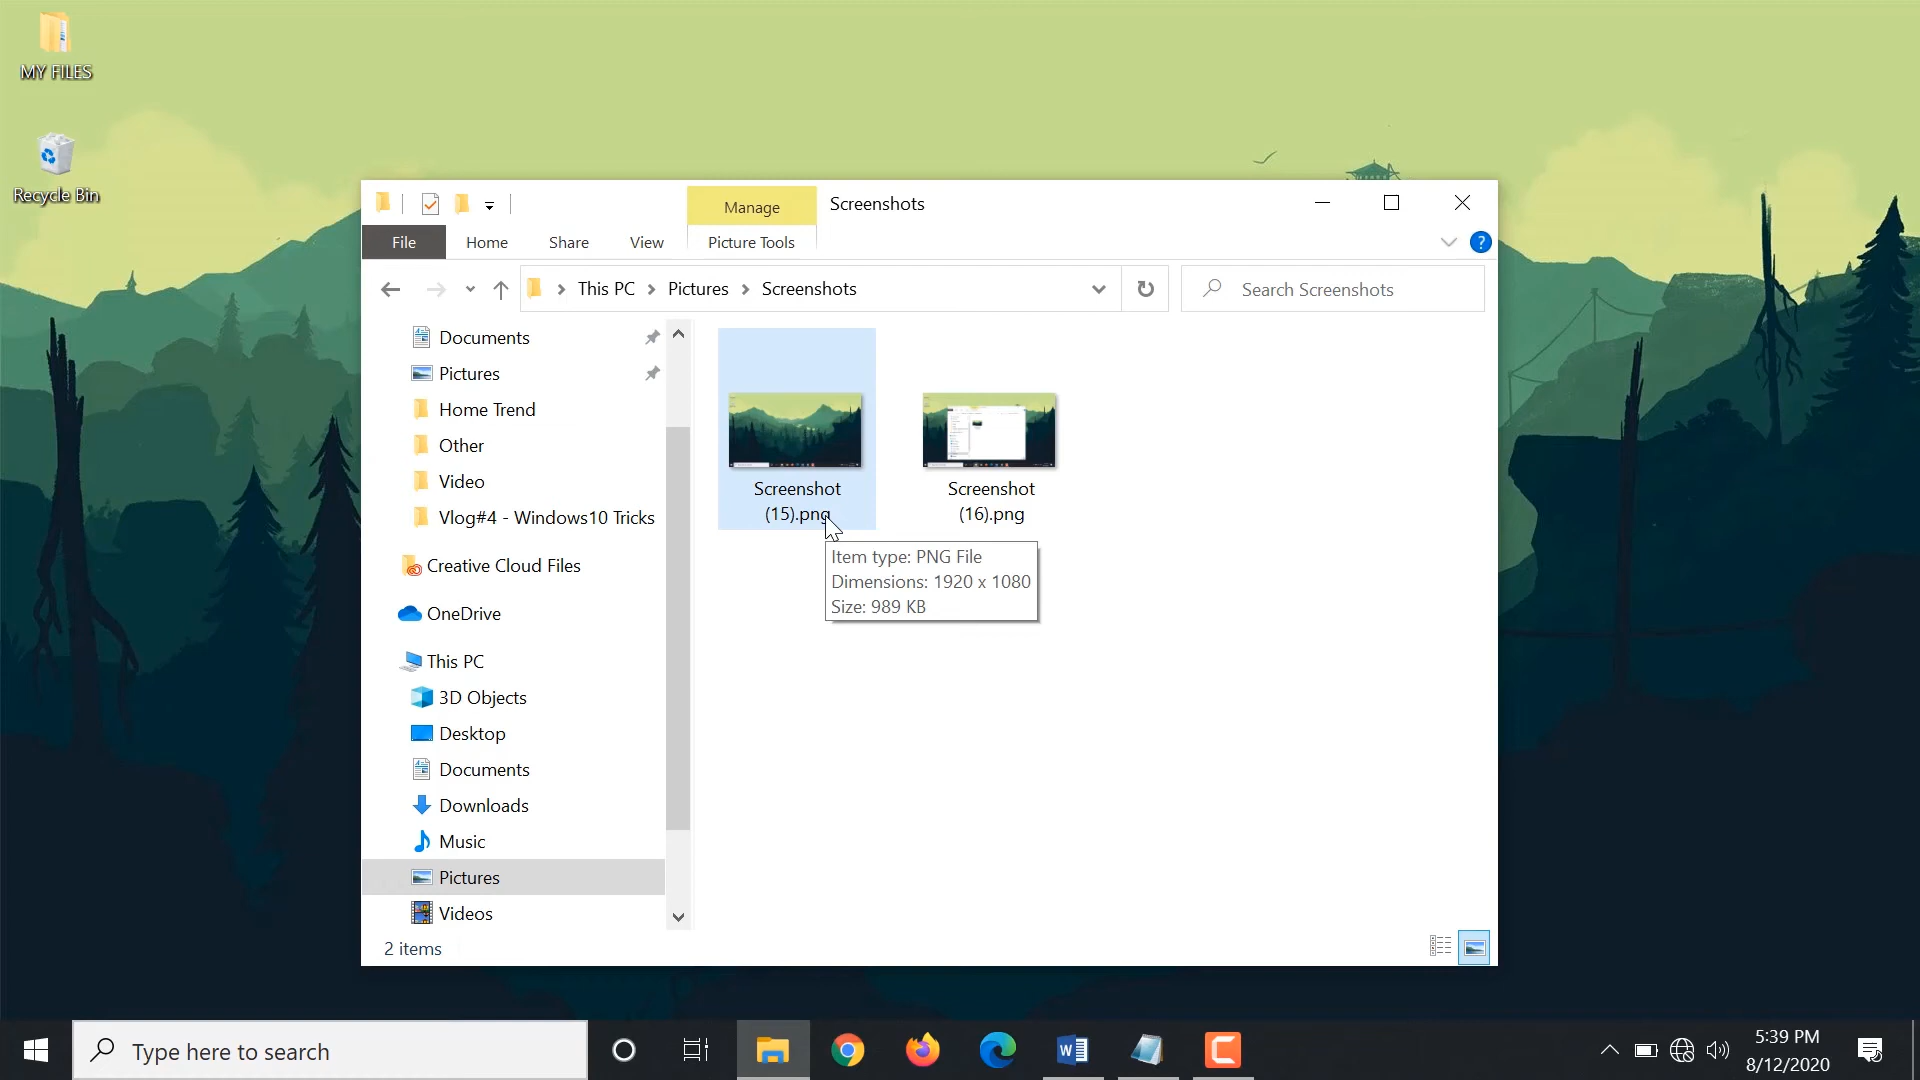 MY FILES
Recycle Bin
Manage
Screenshots
File
Home
Share
View
Picture Tools
This PC
Pictures
Screenshots
Search Screenshots
Documents
Pictures
Home Trend
Other
Video
Vlog#4 - Windows10 Tricks
Creative Cloud Files
OneDrive
This PC
3D Objects
Desktop
Documents
Downloads
Music
Pictures
Videos
Screenshot
(15).png
Screenshot
(16).png
Item type: PNG File
Dimensions: 1920 x 1080
Size: 989 KB
2 items
Type here to search
5:39 PM
8/12/2020